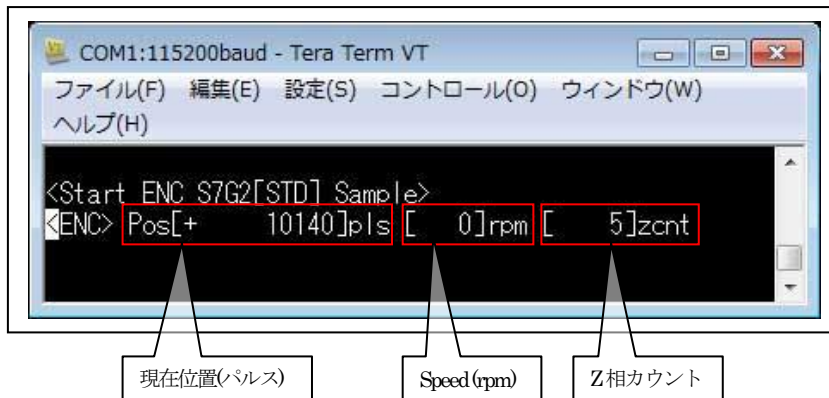 COM1:115200baud - Tera Term VT
ファイル(F) 編集(E) 設定(S) コントロール(O) ウィンドウ(W)
ヘルプ(H)
<Start ENC S7G2[STD] Sample>
<ENC> Pos[+ 10140]pls [ 0]rpm [ 5]zcnt
現在位置(パルス)
Speed(rpm)
Z相カウント